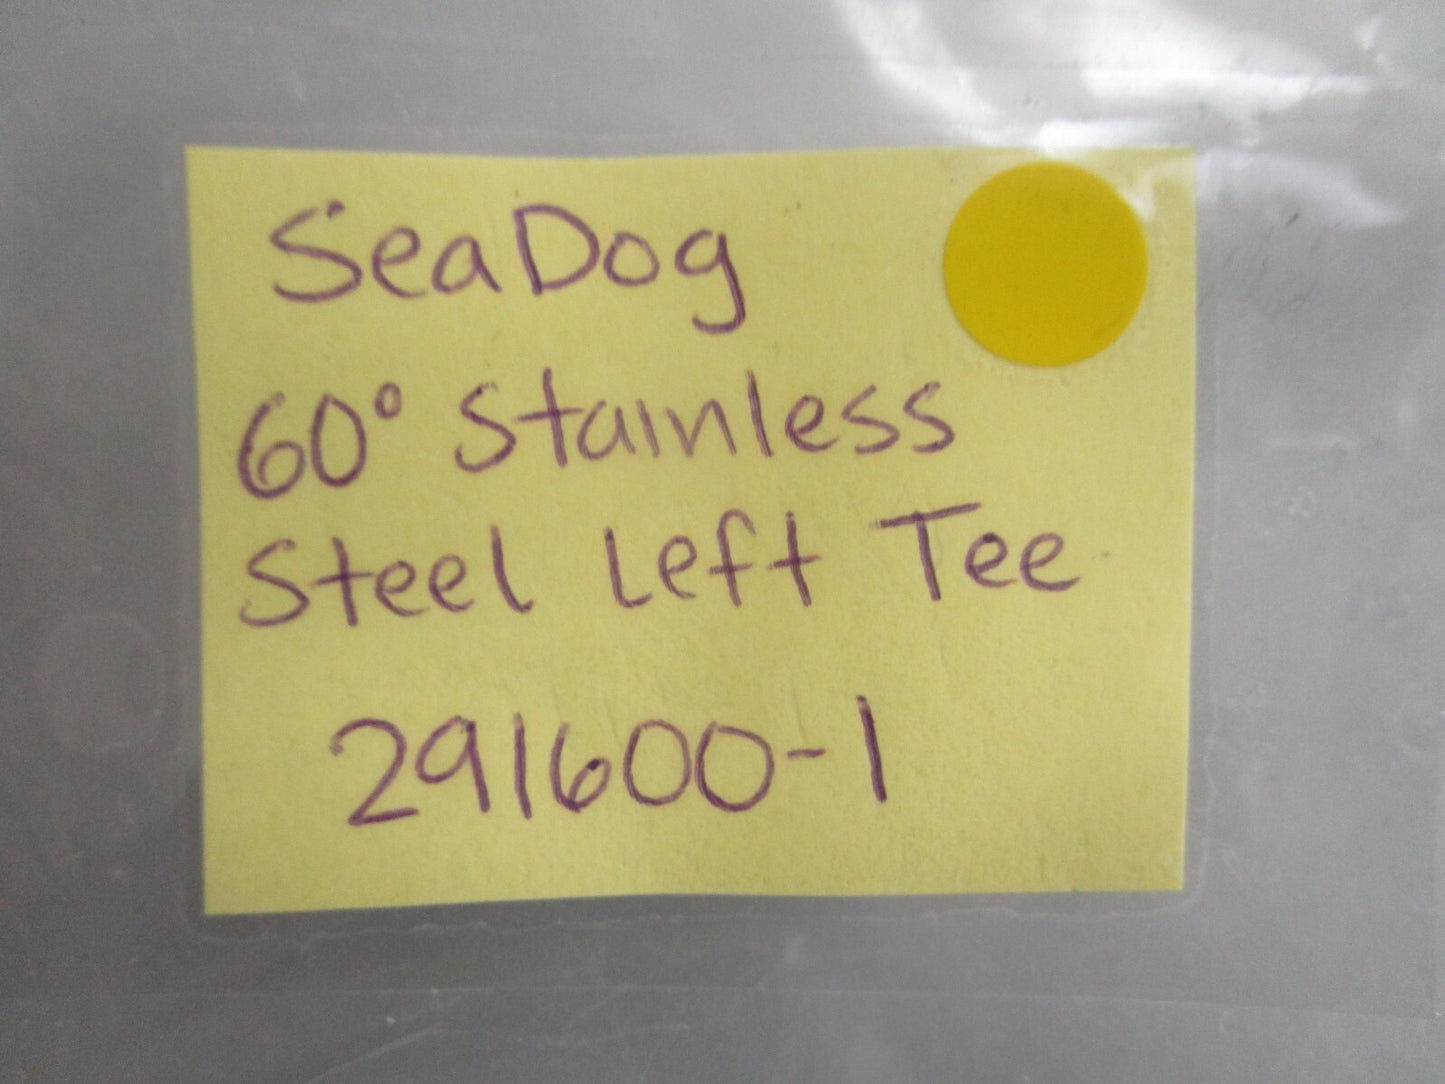 SeaDog
60° Stainless
Steel Left Tee
291600-1